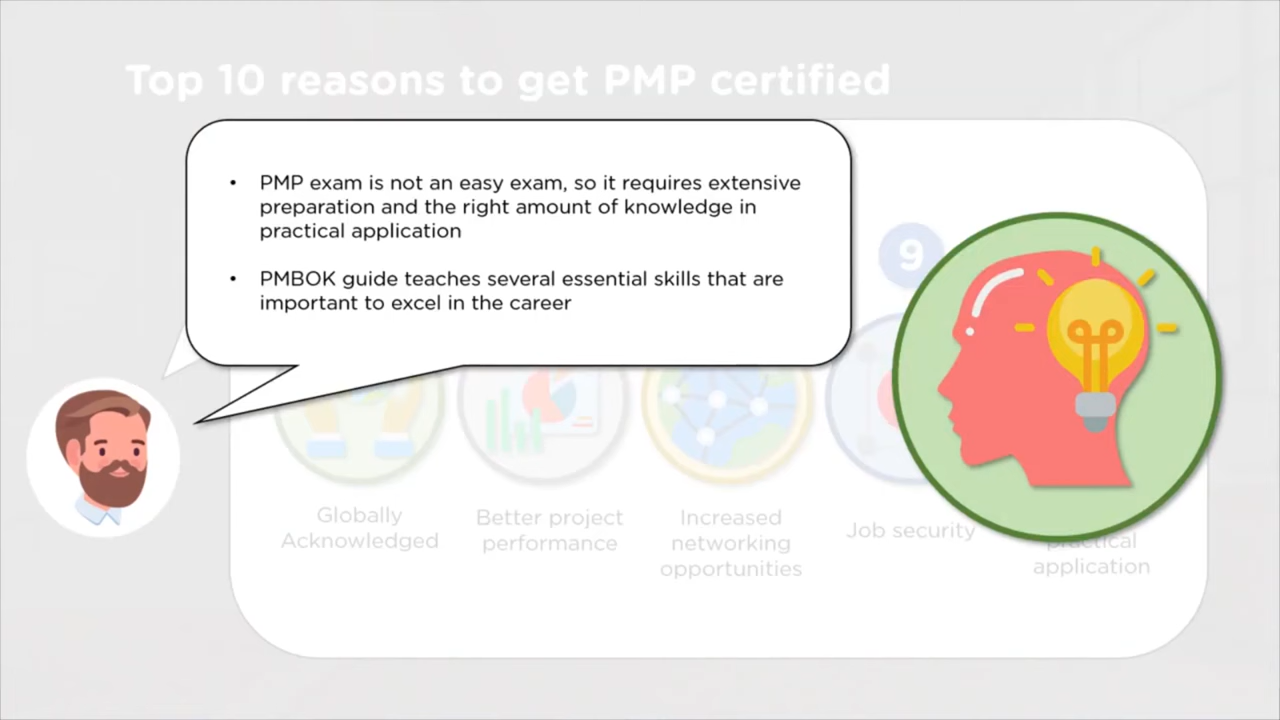 Top 10 reasons to get PMP certified
• PMP exam is not an easy exam, so it requires extensive
preparation and the right amount of knowledge in
practical application
• PMBOK guide teaches several essential skills that are
important to excel in the career
9
Globally
Acknowledged
Better project
performance
Increased
networking
opportunities
Job security
practical
application